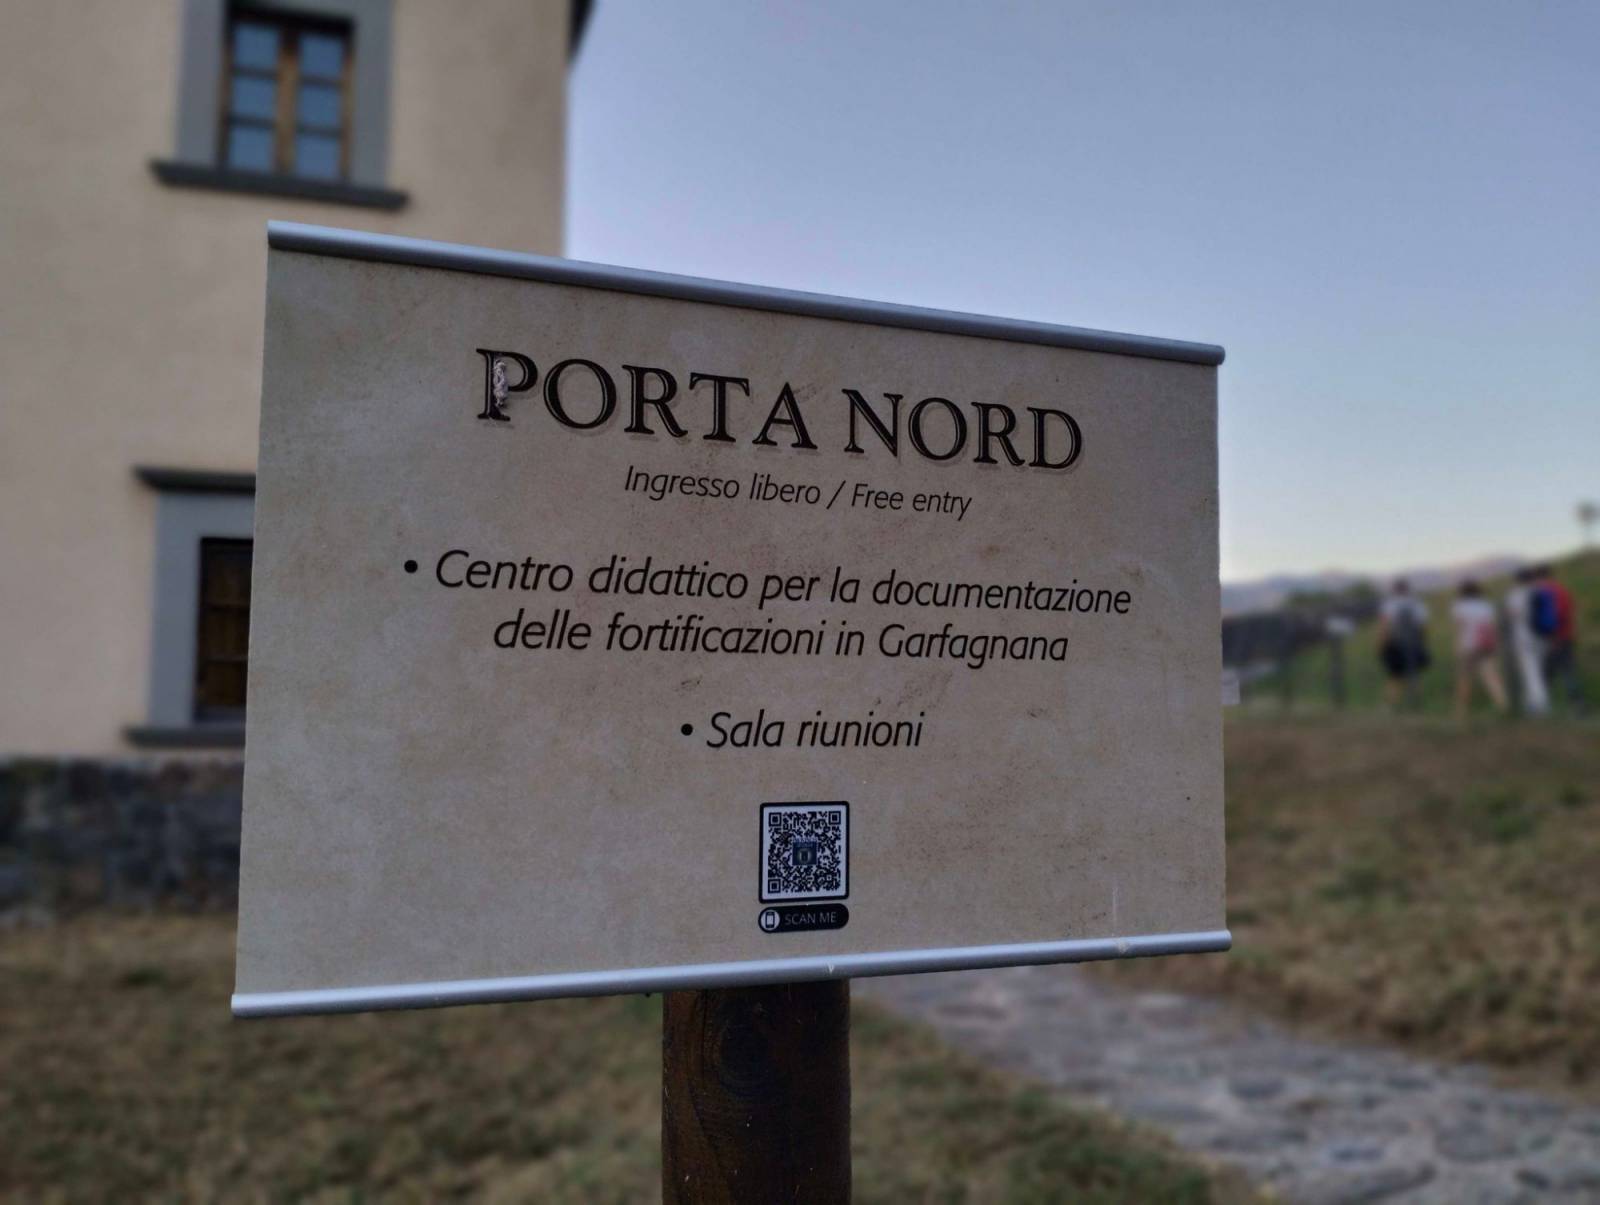 PORTA NORD
Ingresso libero / Free entry
• Centro didattico per la documentazione
delle fortificazioni in Garfagnana
• Sala riunioni
SCAN ME